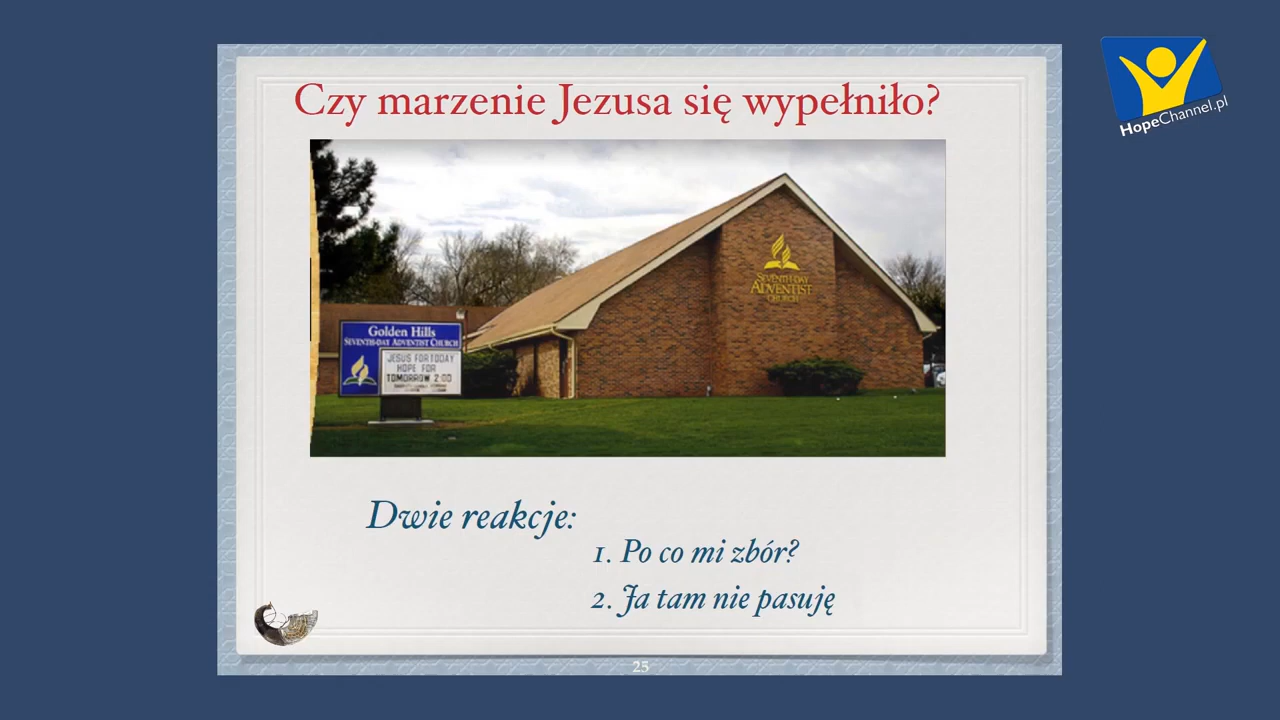 Czy marzenie Jezusa się wypełniło?
HopeChannel.pl
SEVENTH-DAY
ADVENTIST
CHURCH
Golden Hills
SEVENTH-DAY ADVENTIST CHURCH
JESUS FOR TODAY
HOPE FOR
TOMORROW 2:00
Dwie reakcje:
1. Po co mi zbór?
2. Ja tam nie pasuję
25